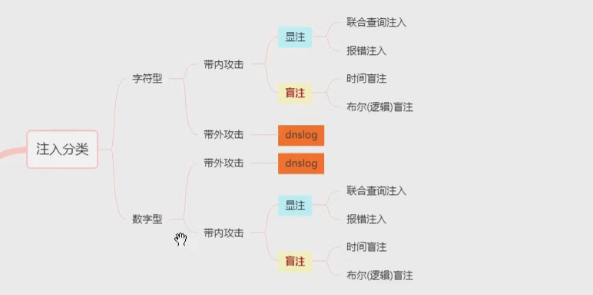 注入分类
字符型
带内攻击
显注
联合查询注入
报错注入
盲注
时间盲注
布尔(逻辑)盲注
带外攻击
dnslog
数字型
带外攻击
dnslog
带内攻击
显注
联合查询注入
报错注入
盲注
时间盲注
布尔(逻辑)盲注